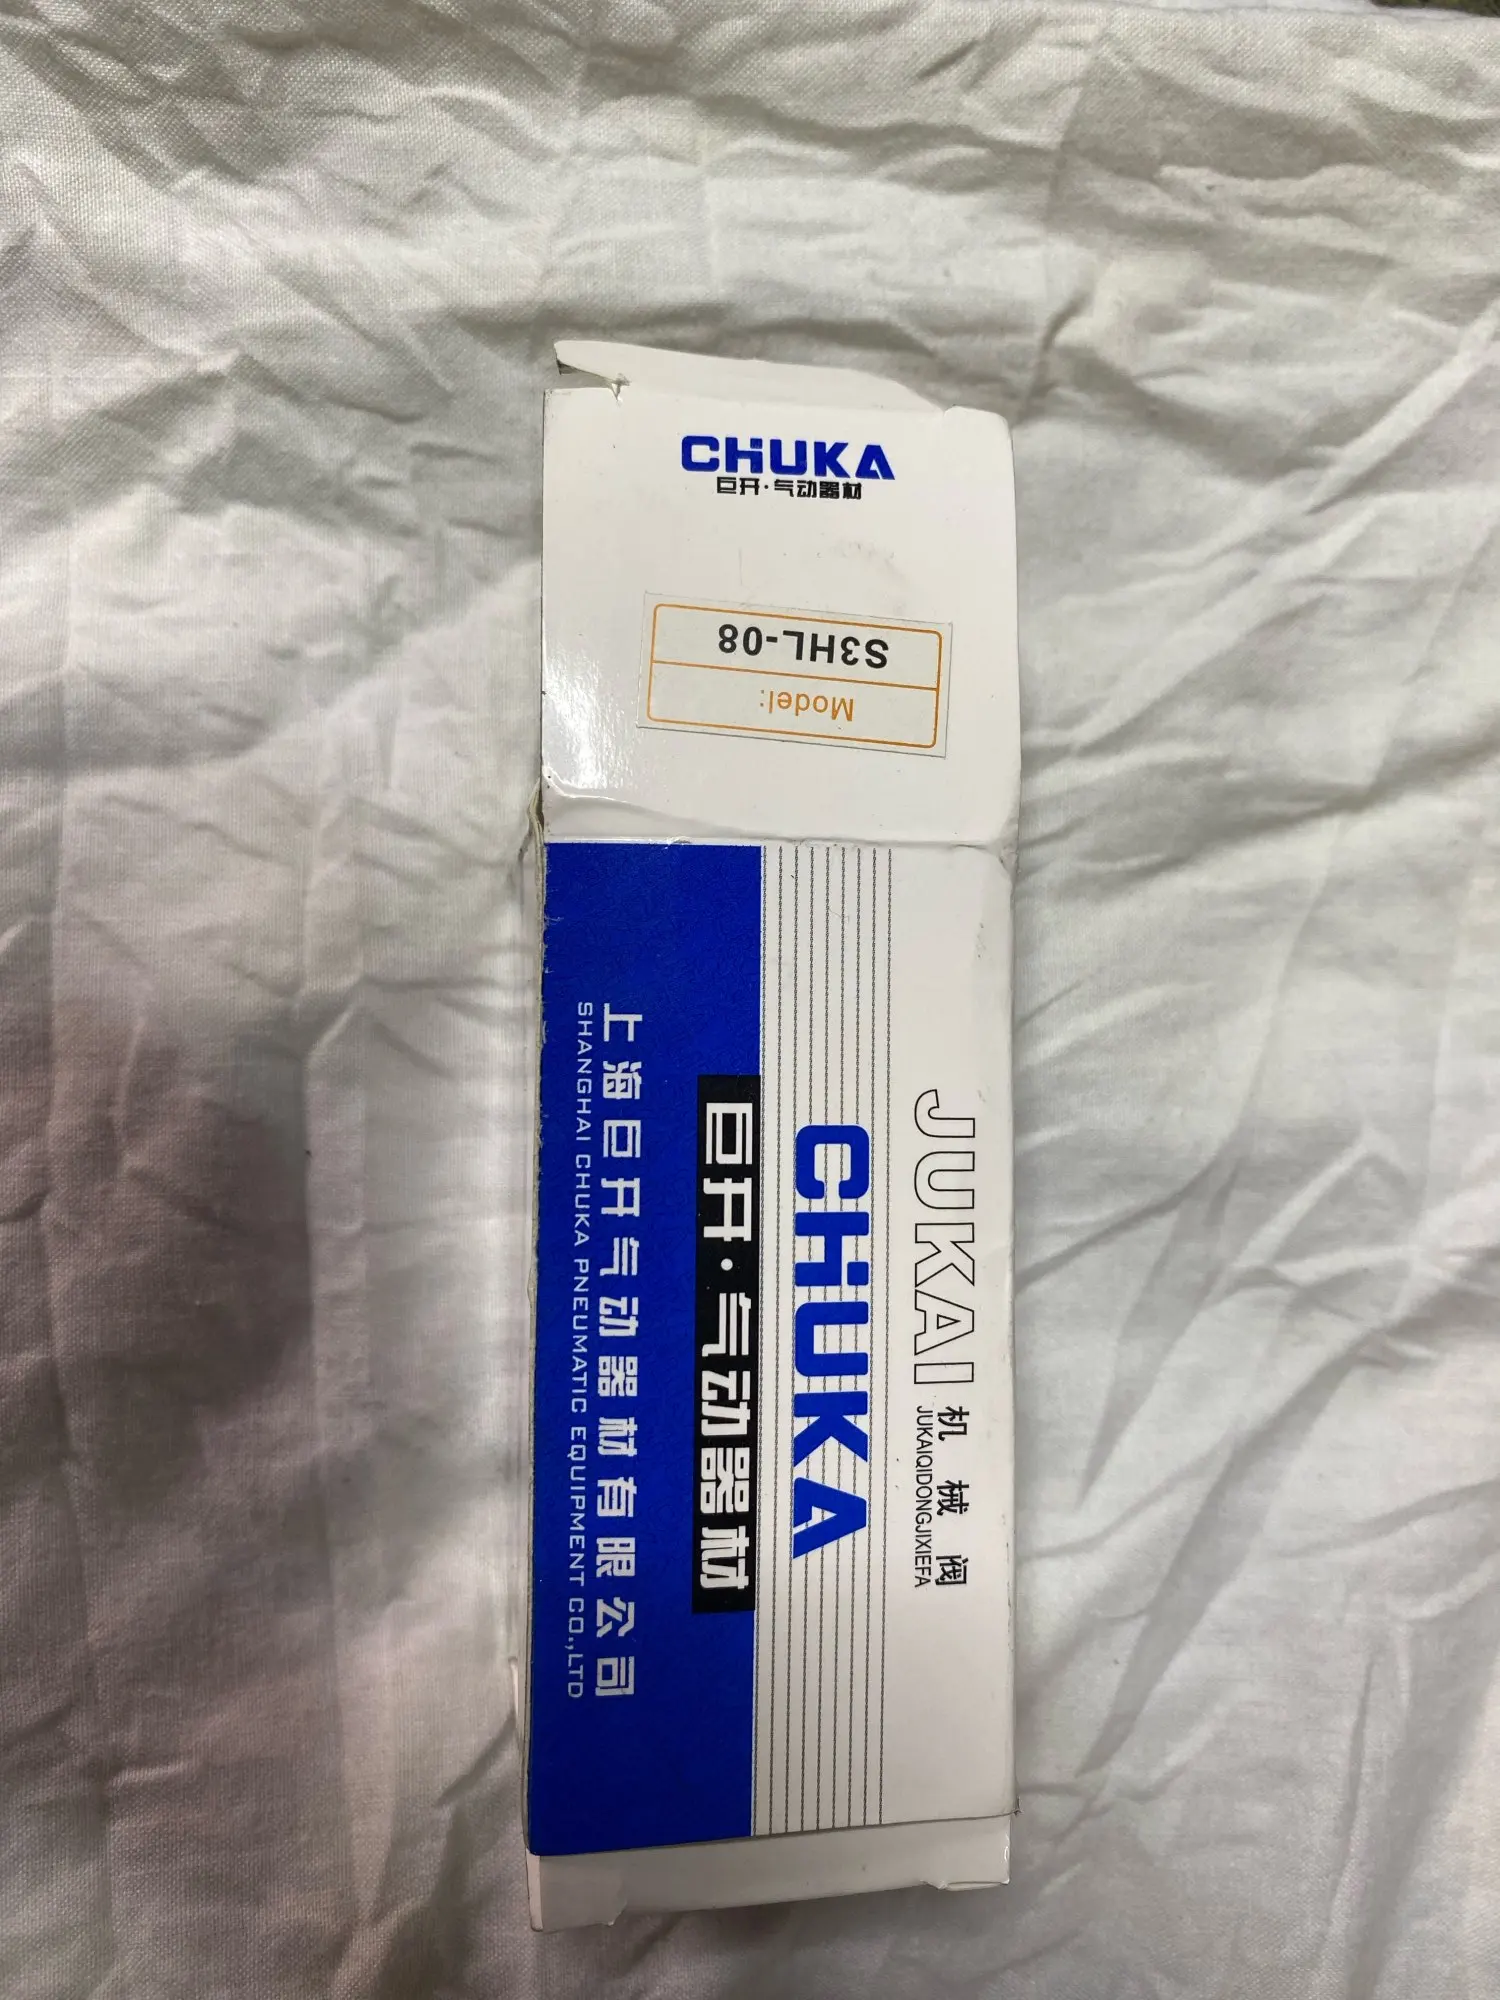 CHUKA
巨开·气动器材
Model:
S3HL-08
JUKAI 机械阀
JUKAIQIDONGJIXIEFA
CHUKA
巨开·气动器材
上海巨开气动器材有限公司
SHANGHAI CHUKA PNEUMATIC EQUIPMENT CO.,LTD